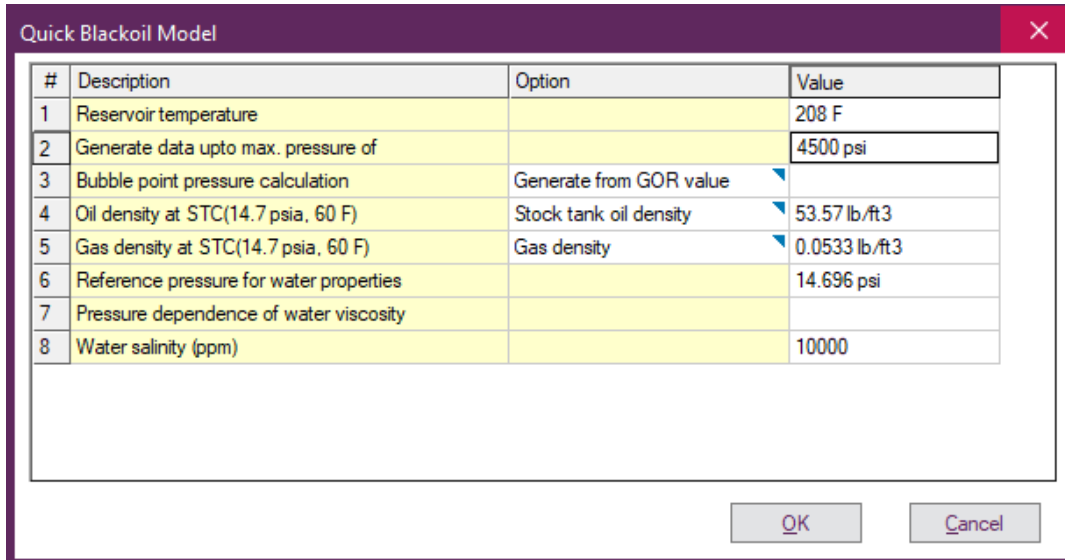 Quick Blackoil Model
# Description Option Value
1 Reservoir temperature 208 F
2 Generate data upto max. pressure of 4500 psi
3 Bubble point pressure calculation Generate from GOR value
4 Oil density at STC(14.7 psia, 60 F) Stock tank oil density 53.57 lb/ft3
5 Gas density at STC(14.7 psia, 60 F) Gas density 0.0533 lb/ft3
6 Reference pressure for water properties 14.696 psi
7 Pressure dependence of water viscosity
8 Water salinity (ppm) 10000
OK Cancel